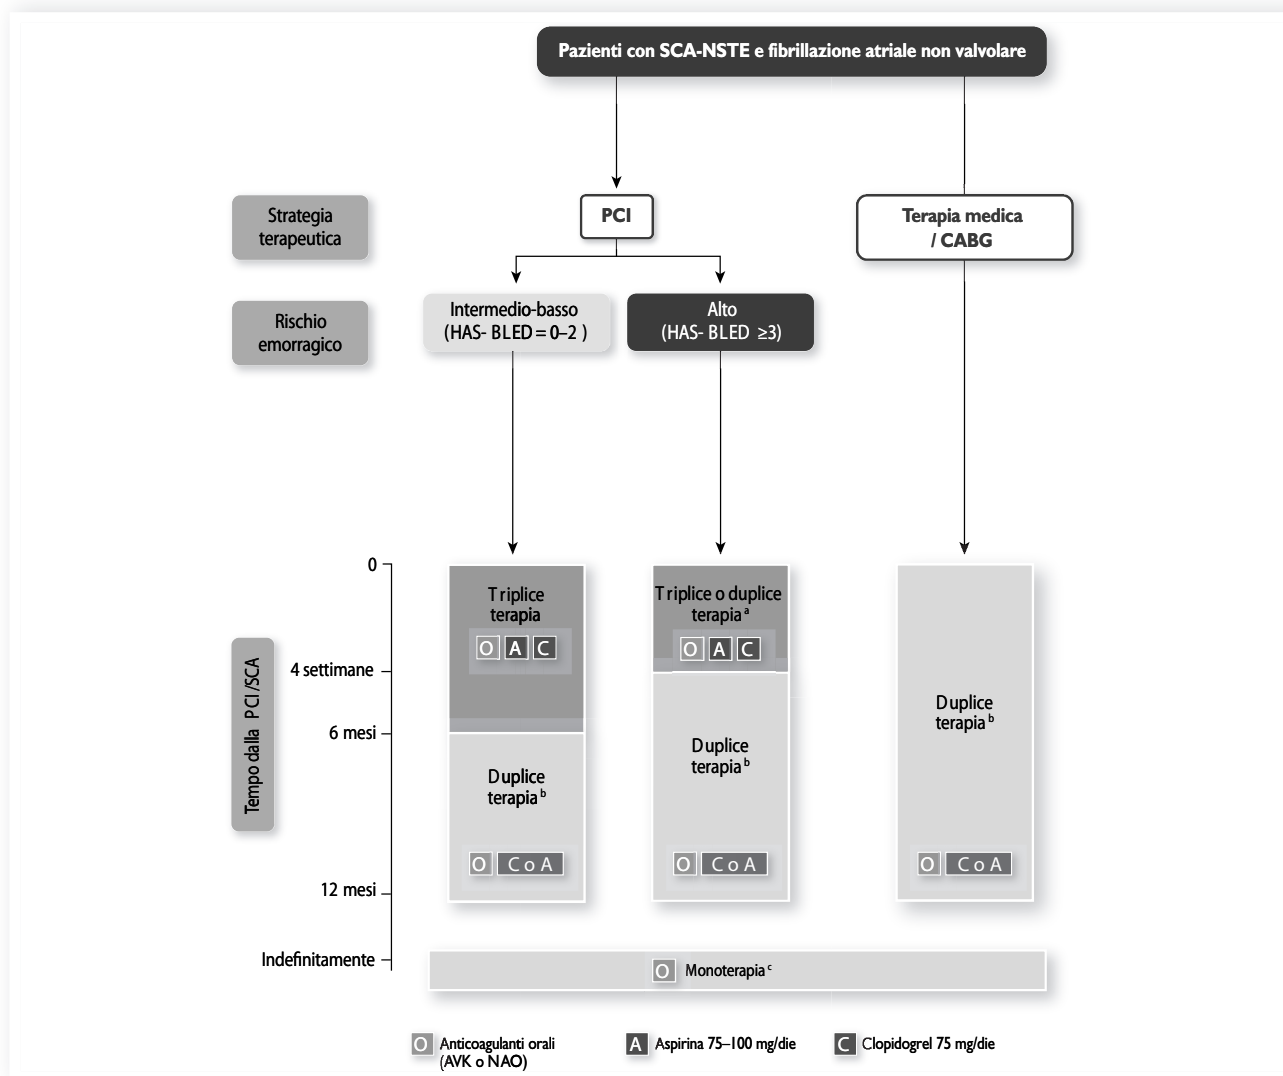 Pazienti con SCA-NSTE e fibrillazione atriale non valvolare
Strategia
terapeutica
PCI
Terapia medica
/ CABG
Rischio
emorragico
Intermedio-basso
(HAS- BLED = 0–2 )
Alto
(HAS- BLED ≥3)
Tempo dalla PCI/SCA
0
4 settimane
6 mesi
12 mesi
Indefinitamente
Triplice
terapia
O A C
Duplice
terapia b
O C o A
Triplice o duplice
terapia a
O A C
Duplice
terapia b
O C o A
Duplice
terapia b
O C o A
O Monoterapia c
O Anticoagulanti orali
(AVK o NAO)
A Aspirina 75–100 mg/die
C Clopidogrel 75 mg/die